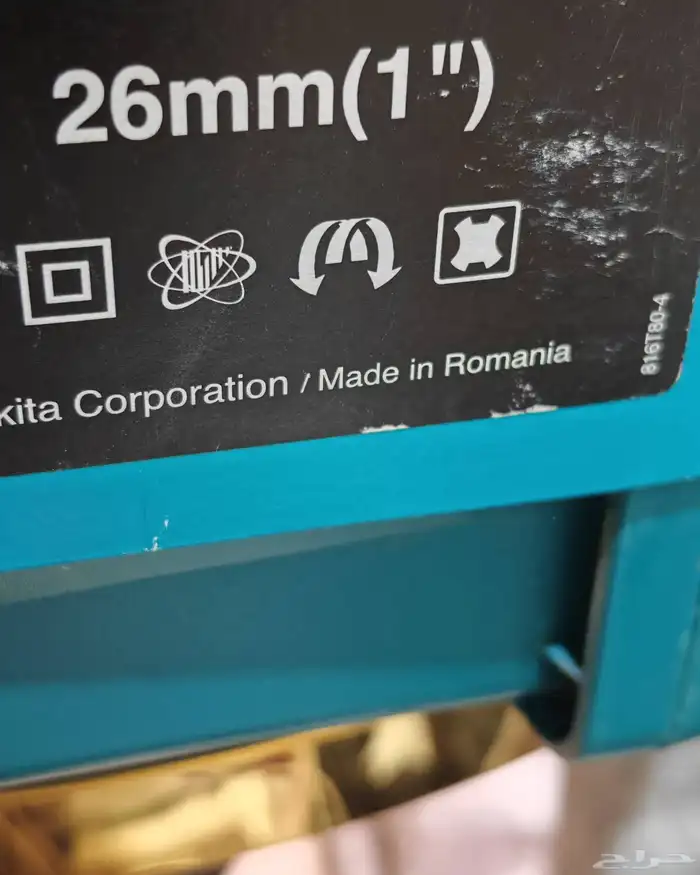 26mm(1")
kita Corporation / Made in Romania
816T80-4
حراج